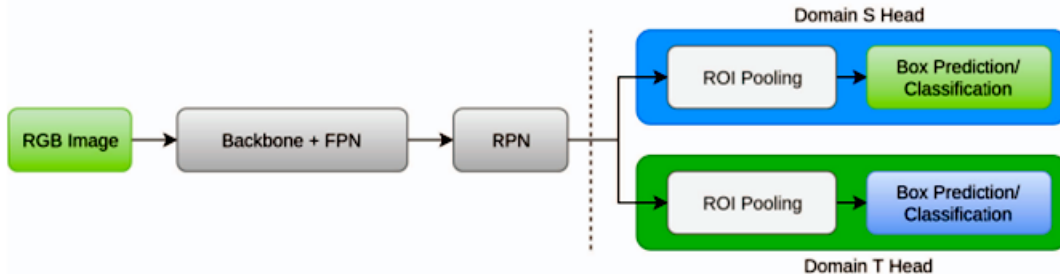 Domain S Head
ROI Pooling
Box Prediction/
Classification
RGB Image
Backbone + FPN
RPN
ROI Pooling
Box Prediction/
Classification
Domain T Head